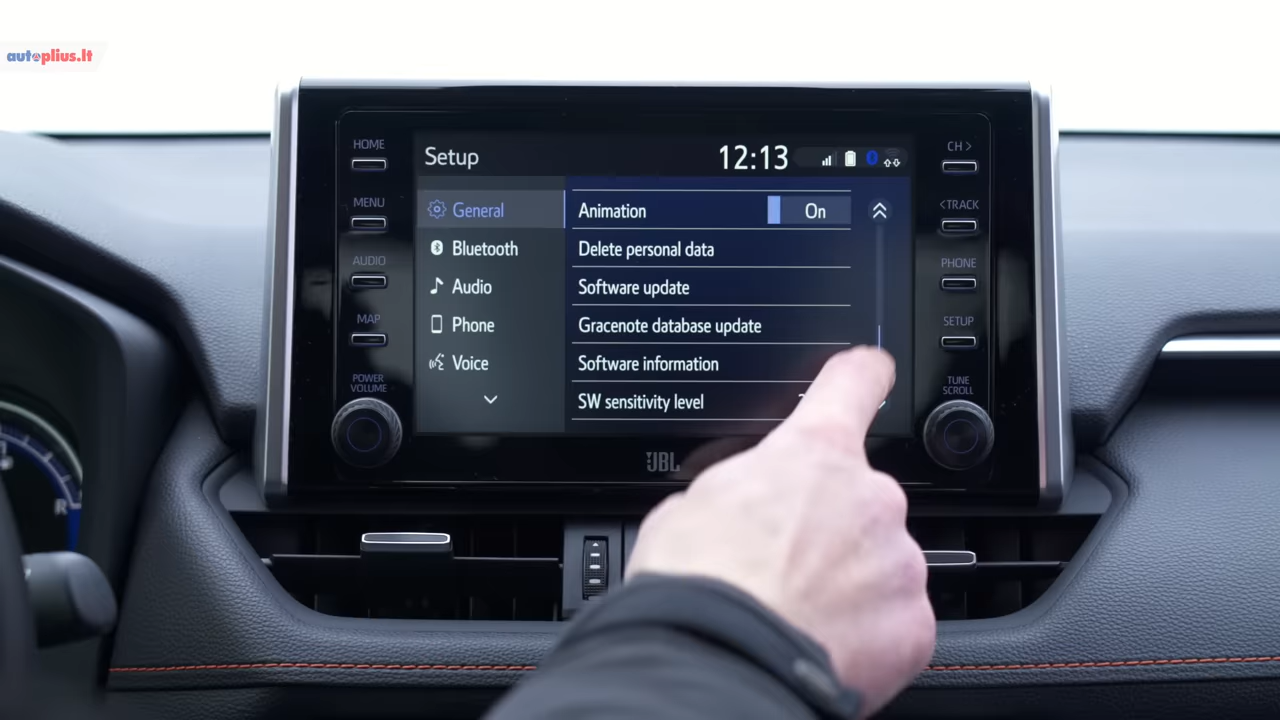 autoplius.lt
HOME
MENU
AUDIO
MAP
POWER
VOLUME
Setup
12:13
General
Bluetooth
Audio
Phone
Voice
Animation
On
Delete personal data
Software update
Gracenote database update
Software information
SW sensitivity level
CH >
< TRACK
PHONE
SETUP
TUNE
SCROLL
JBL
R